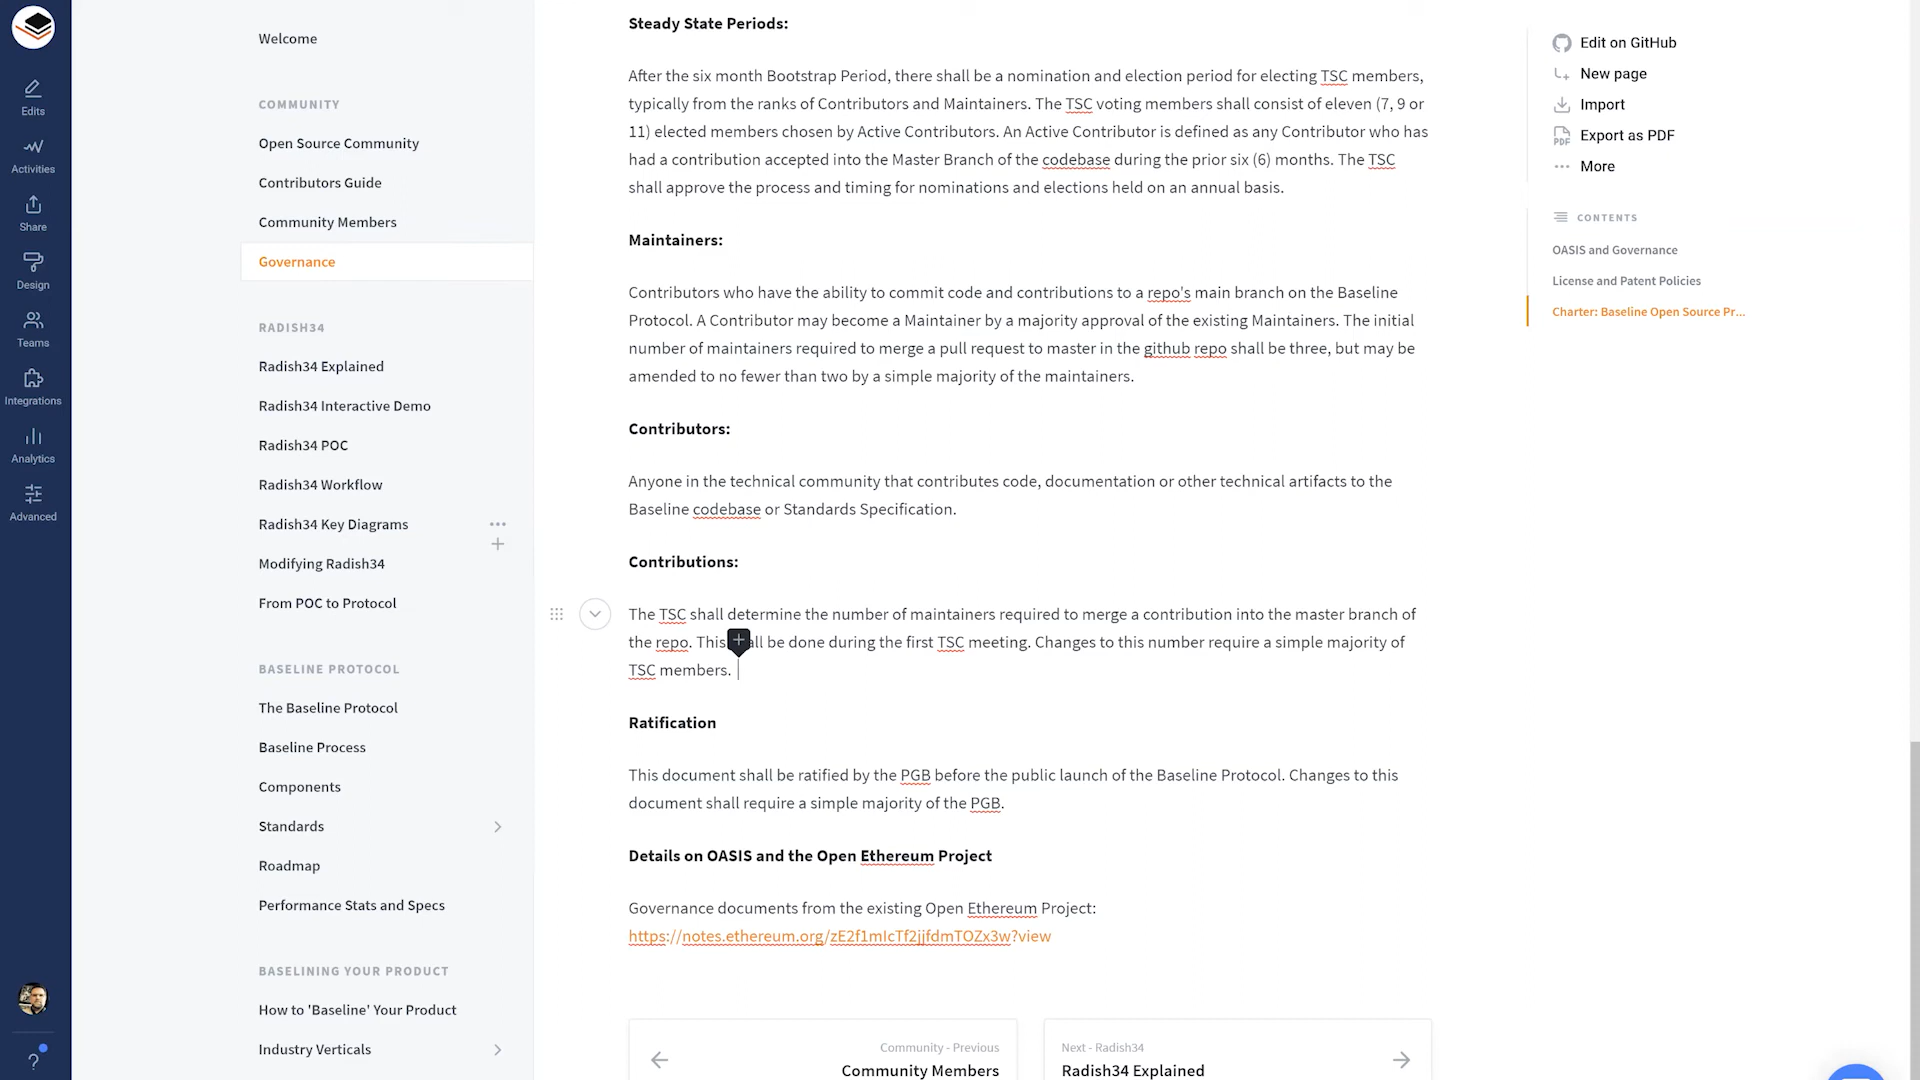 Edits
Activities
Share
Design
Teams
Integrations
Analytics
Advanced
?
Welcome
COMMUNITY
Open Source Community
Contributors Guide
Community Members
Governance
RADISH34
Radish34 Explained
Radish34 Interactive Demo
Radish34 POC
Radish34 Workflow
Radish34 Key Diagrams
Modifying Radish34
From POC to Protocol
BASELINE PROTOCOL
The Baseline Protocol
Baseline Process
Components
Standards
Roadmap
Performance Stats and Specs
BASELINING YOUR PRODUCT
How to 'Baseline' Your Product
Industry Verticals
Steady State Periods:
After the six month Bootstrap Period, there shall be a nomination and election period for electing TSC members,
typically from the ranks of Contributors and Maintainers. The TSC voting members shall consist of eleven (7, 9 or
11) elected members chosen by Active Contributors. An Active Contributor is defined as any Contributor who has
had a contribution accepted into the Master Branch of the codebase during the prior six (6) months. The TSC
shall approve the process and timing for nominations and elections held on an annual basis.
Maintainers:
Contributors who have the ability to commit code and contributions to a repo's main branch on the Baseline
Protocol. A Contributor may become a Maintainer by a majority approval of the existing Maintainers. The initial
number of maintainers required to merge a pull request to master in the github repo shall be three, but may be
amended to no fewer than two by a simple majority of the maintainers.
Contributors:
Anyone in the technical community that contributes code, documentation or other technical artifacts to the
Baseline codebase or Standards Specification.
Contributions:
The TSC shall determine the number of maintainers required to merge a contribution into the master branch of
the repo. This all be done during the first TSC meeting. Changes to this number require a simple majority of
TSC members.
Ratification
This document shall be ratified by the PGB before the public launch of the Baseline Protocol. Changes to this
document shall require a simple majority of the PGB.
Details on OASIS and the Open Ethereum Project
Governance documents from the existing Open Ethereum Project:
https://notes.ethereum.org/zE2f1mIcTf2jjfdmTOZx3w?view
Community - Previous
Community Members
Next - Radish34
Radish34 Explained
Edit on GitHub
New page
Import
PDF
Export as PDF
More
CONTENTS
OASIS and Governance
License and Patent Policies
Charter: Baseline Open Source Pr...